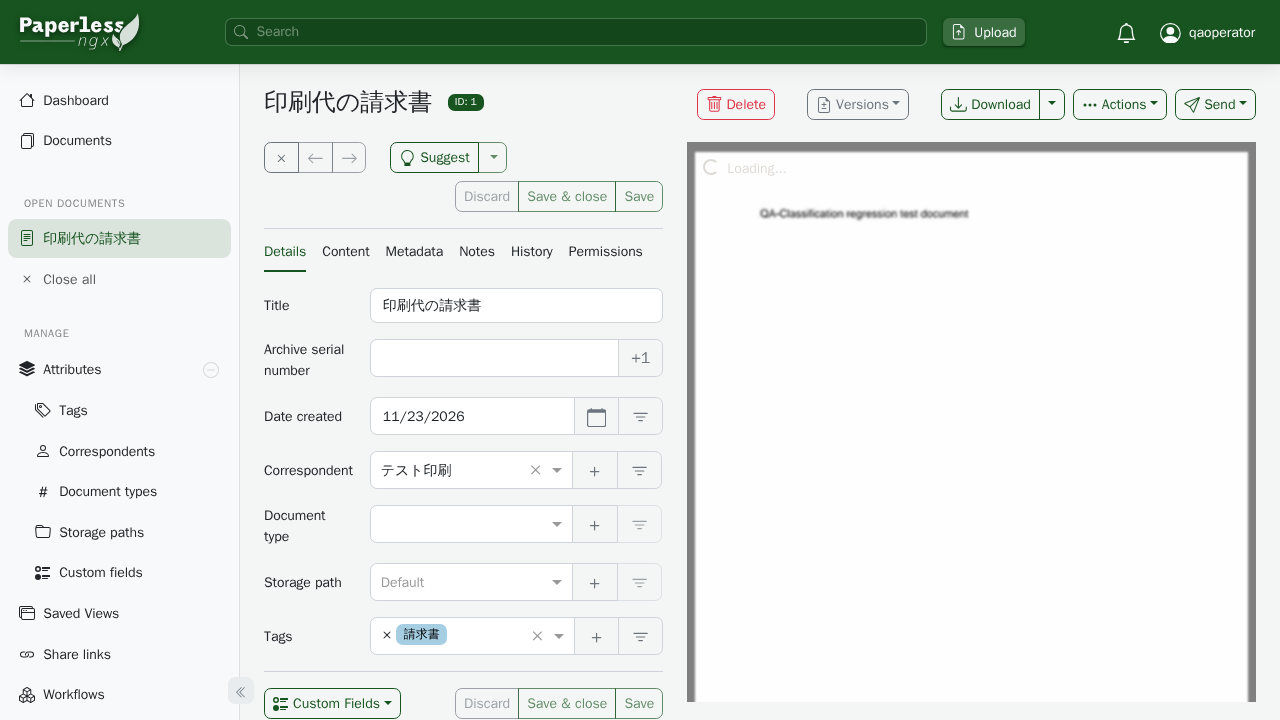 Paperless
ngx
Search
Upload
qaoperator
Dashboard
Documents
OPEN DOCUMENTS
印刷代の請求書
Close all
MANAGE
Attributes
Tags
Correspondents
Document types
Storage paths
Custom fields
Saved Views
Share links
Workflows
印刷代の請求書 ID: 1
Delete
Versions
Download
Actions
Send
Suggest
Discard Save & close Save
Details Content Metadata Notes History Permissions
Title 印刷代の請求書
Archive serial
number
+1
Date created 11/23/2026
Correspondent テスト印刷
Document
type
Storage path Default
Tags × 請求書
Custom Fields
Discard Save & close Save
Loading...
QA-Classification regression test document